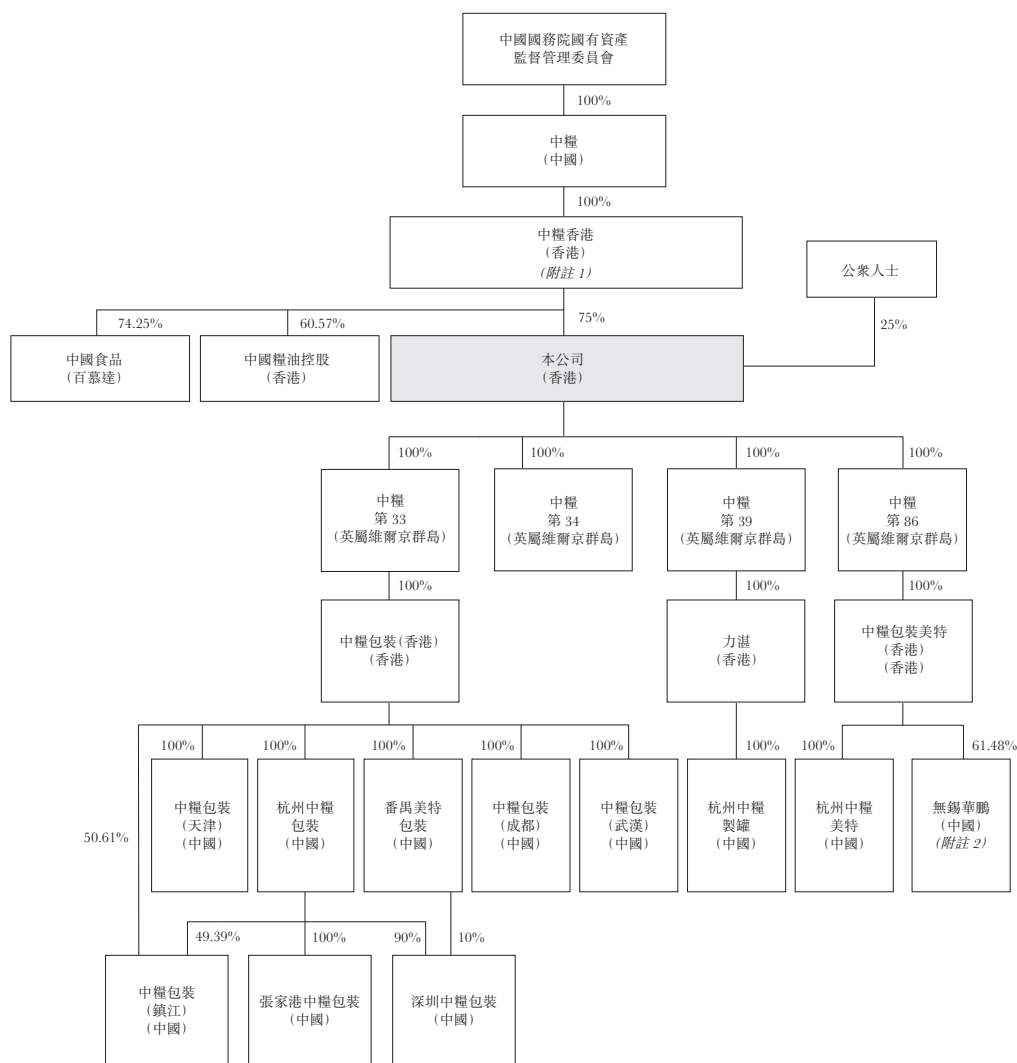 中國國務院國有資產
監督管理委員會
100%
中糧
(中國)
100%
中糧香港
(香港)
(附註 1)
公眾人士
74.25%
60.57%
75%
25%
中國食品
(百慕達)
中國糧油控股
(香港)
本公司
(香港)
100%
100%
100%
100%
中糧
第 33
(英屬維爾京群島)
中糧
第 34
(英屬維爾京群島)
中糧
第 39
(英屬維爾京群島)
中糧
第 86
(英屬維爾京群島)
100%
100%
100%
中糧包裝(香港)
(香港)
力湛
(香港)
中糧包裝美特
(香港)
(香港)
100%
100%
100%
100%
100%
100%
100%
61.48%
中糧包裝
(天津)
(中國)
杭州中糧
包裝
(中國)
番禺美特
包裝
(中國)
中糧包裝
(成都)
(中國)
中糧包裝
(武漢)
(中國)
杭州中糧
製罐
(中國)
杭州中糧
美特
(中國)
無錫華鵬
(中國)
(附註 2)
50.61%
49.39%
100%
90%
10%
中糧包裝
(鎮江)
(中國)
張家港中糧包裝
(中國)
深圳中糧包裝
(中國)